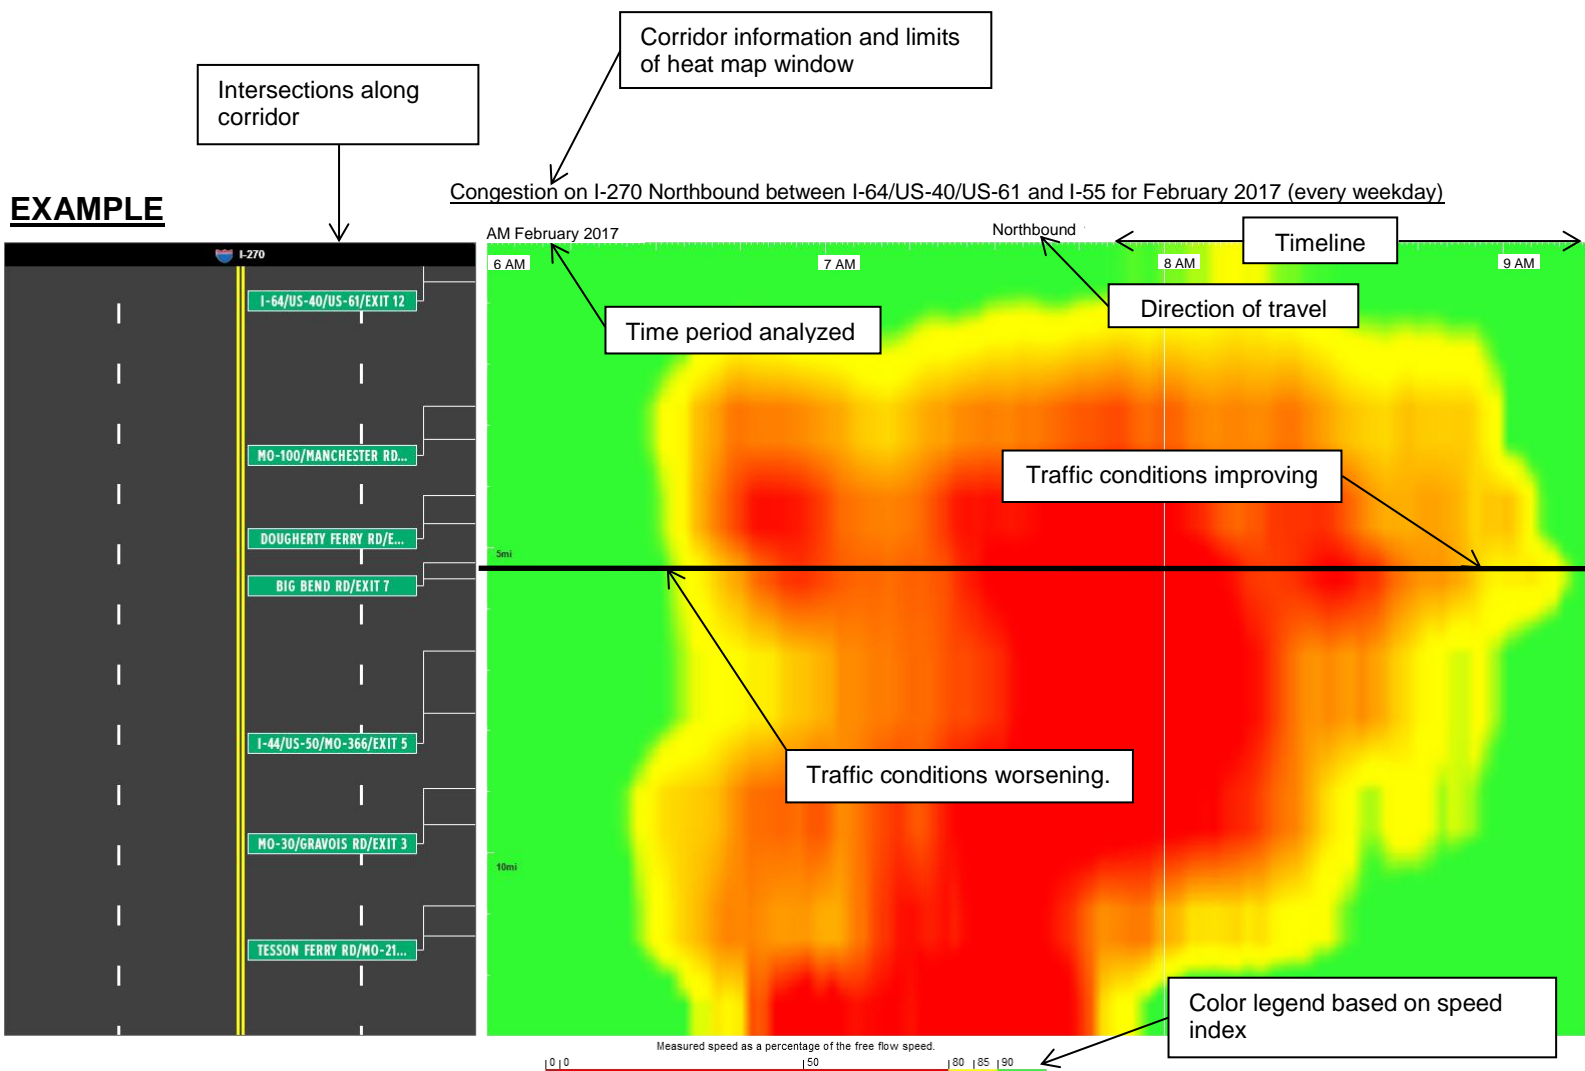 Corridor information and limits
of heat map window
Intersections along
corridor
EXAMPLE
Congestion on I-270 Northbound between I-64/US-40/US-61 and I-55 for February 2017 (every weekday)
AM February 2017
Northbound
Timeline
I-270
6 AM
7 AM
8 AM
9 AM
I-64/US-40/US-61/EXIT 12
Time period analyzed
Direction of travel
MO-100/MANCHESTER RD...
Traffic conditions improving
DOUGHERTY FERRY RD/E...
5mi
BIG BEND RD/EXIT 7
I-44/US-50/MO-366/EXIT 5
Traffic conditions worsening.
MO-30/GRAVOIS RD/EXIT 3
10mi
TESSON FERRY RD/MO-21...
Color legend based on speed
index
Measured speed as a percentage of the free flow speed.
0 0 50 80 85 90